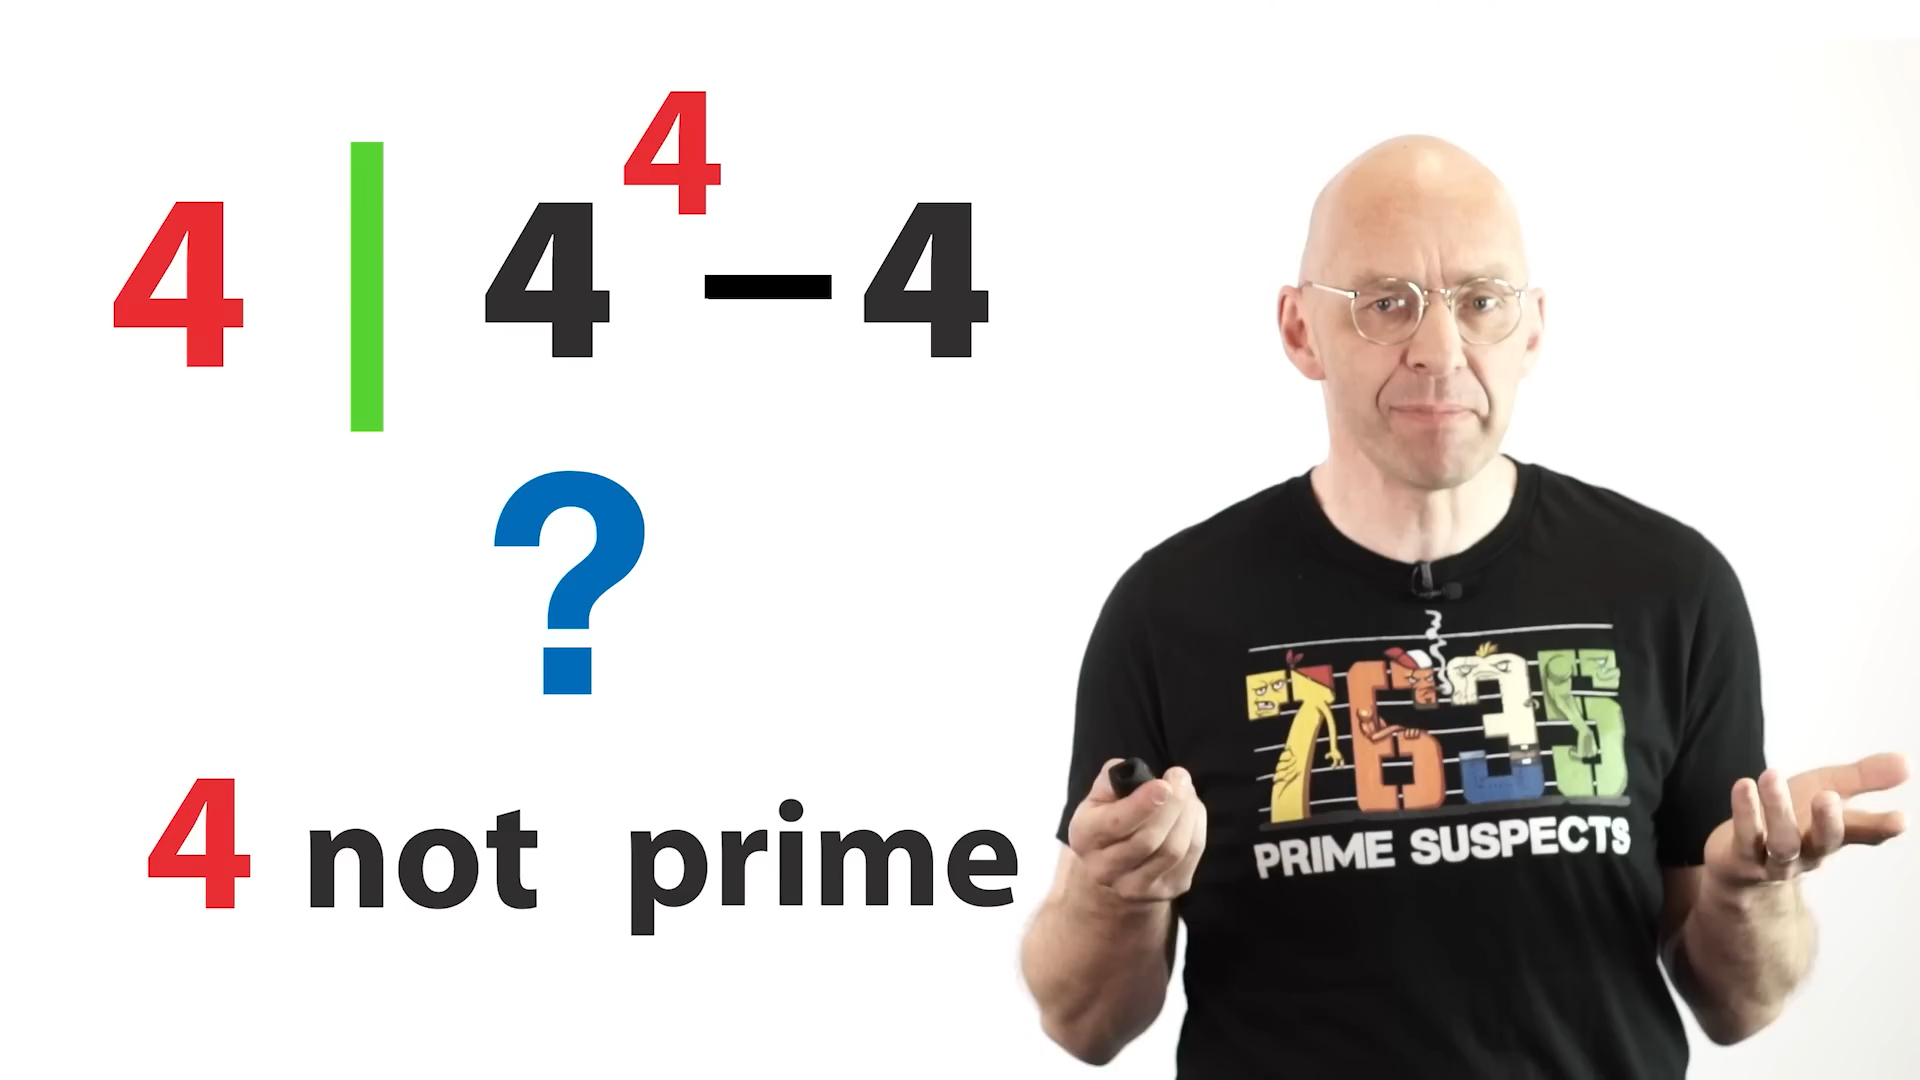 4 | 4⁴ – 4
?
4 not prime
7635
PRIME SUSPECTS